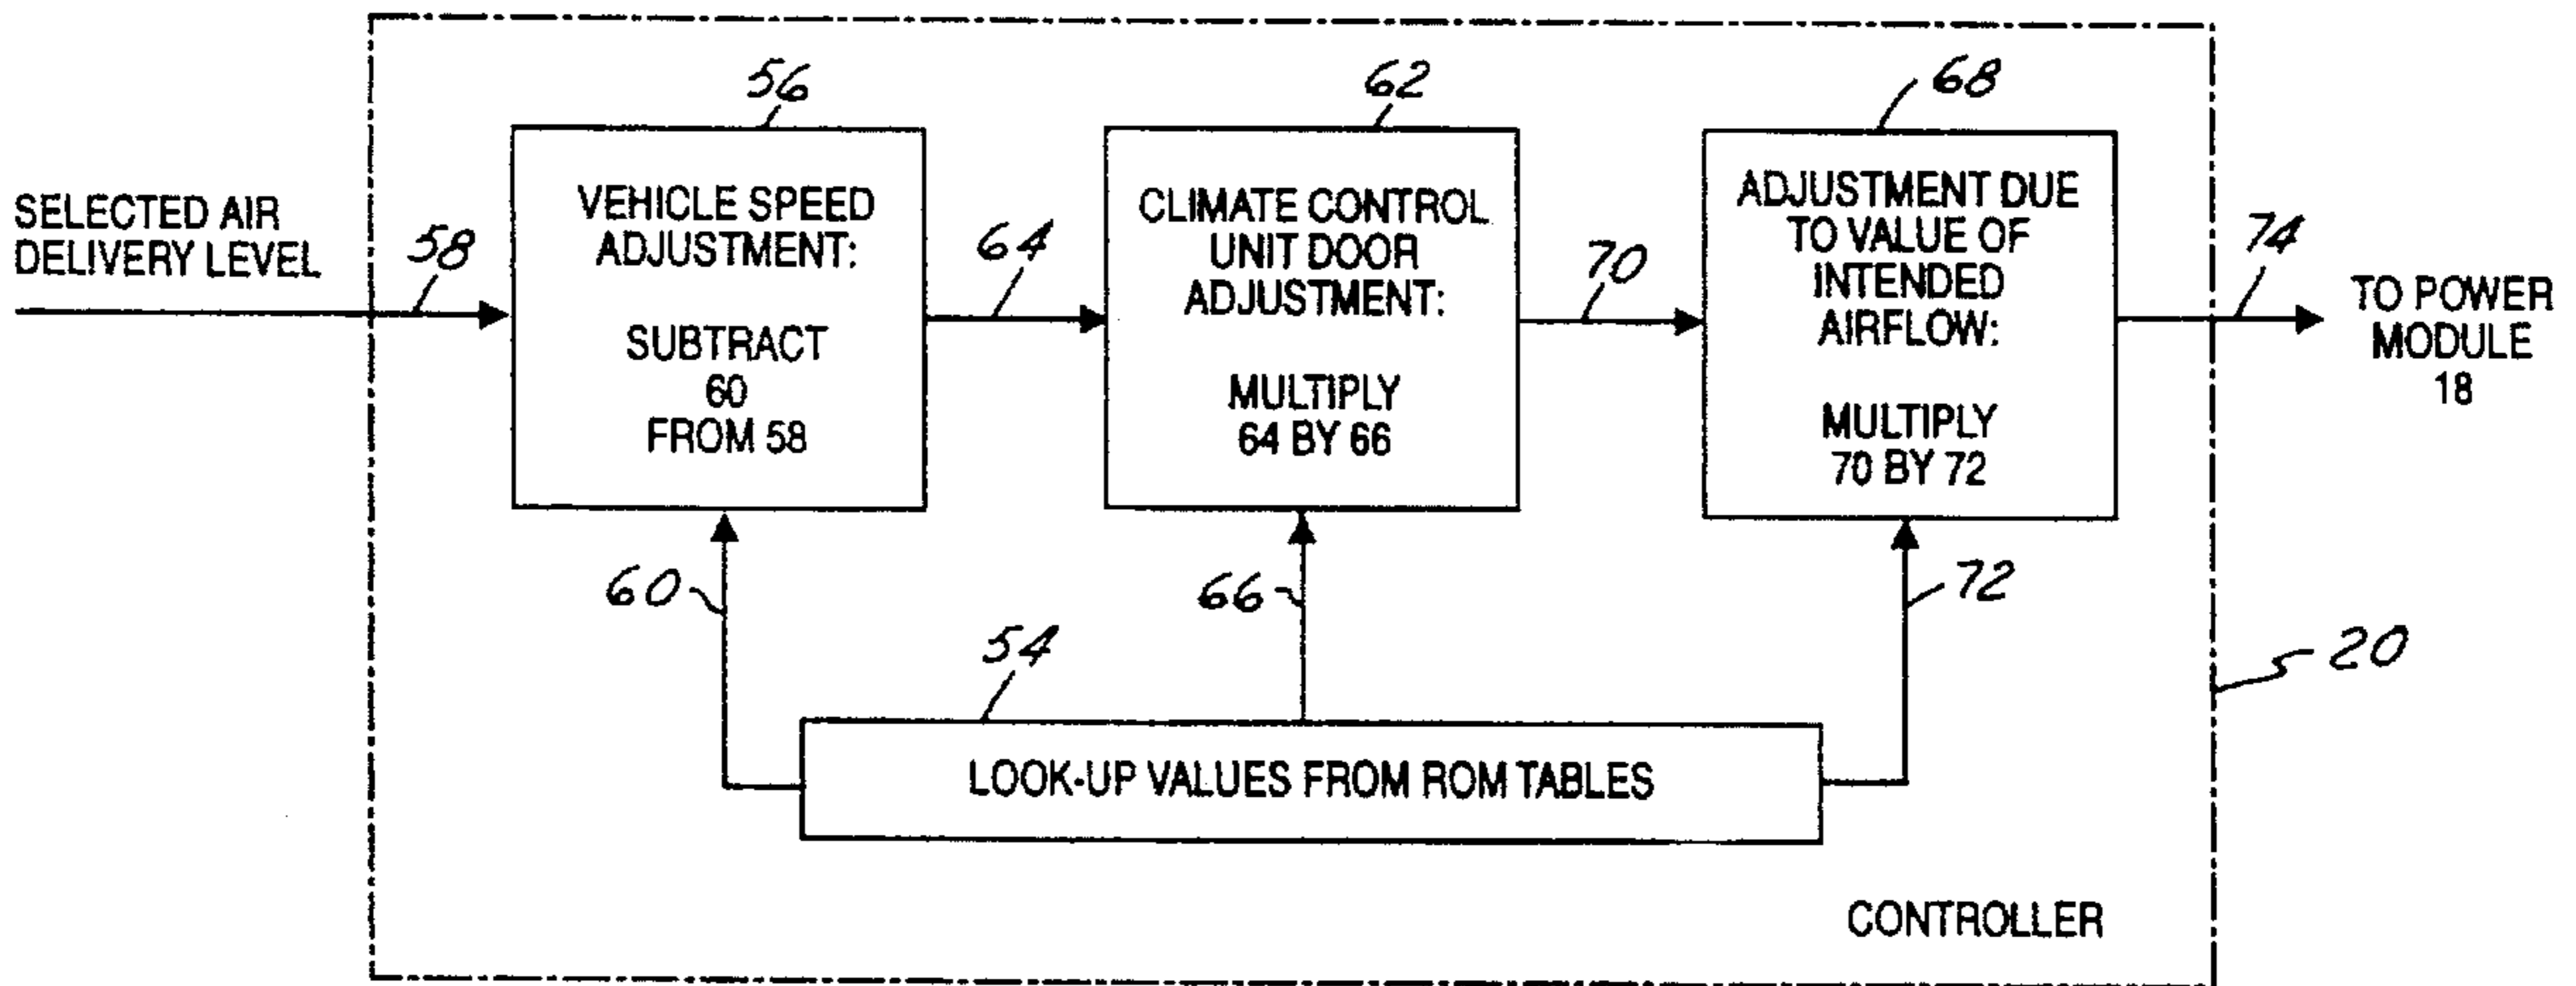 56
62
68
SELECTED AIR
DELIVERY LEVEL
58
VEHICLE SPEED
ADJUSTMENT:
SUBTRACT
60
FROM 58
64
CLIMATE CONTROL
UNIT DOOR
ADJUSTMENT:
MULTIPLY
64 BY 66
70
ADJUSTMENT DUE
TO VALUE OF
INTENDED
AIRFLOW:
MULTIPLY
70 BY 72
74
TO POWER
MODULE
18
60
66
72
54
20
LOOK-UP VALUES FROM ROM TABLES
CONTROLLER